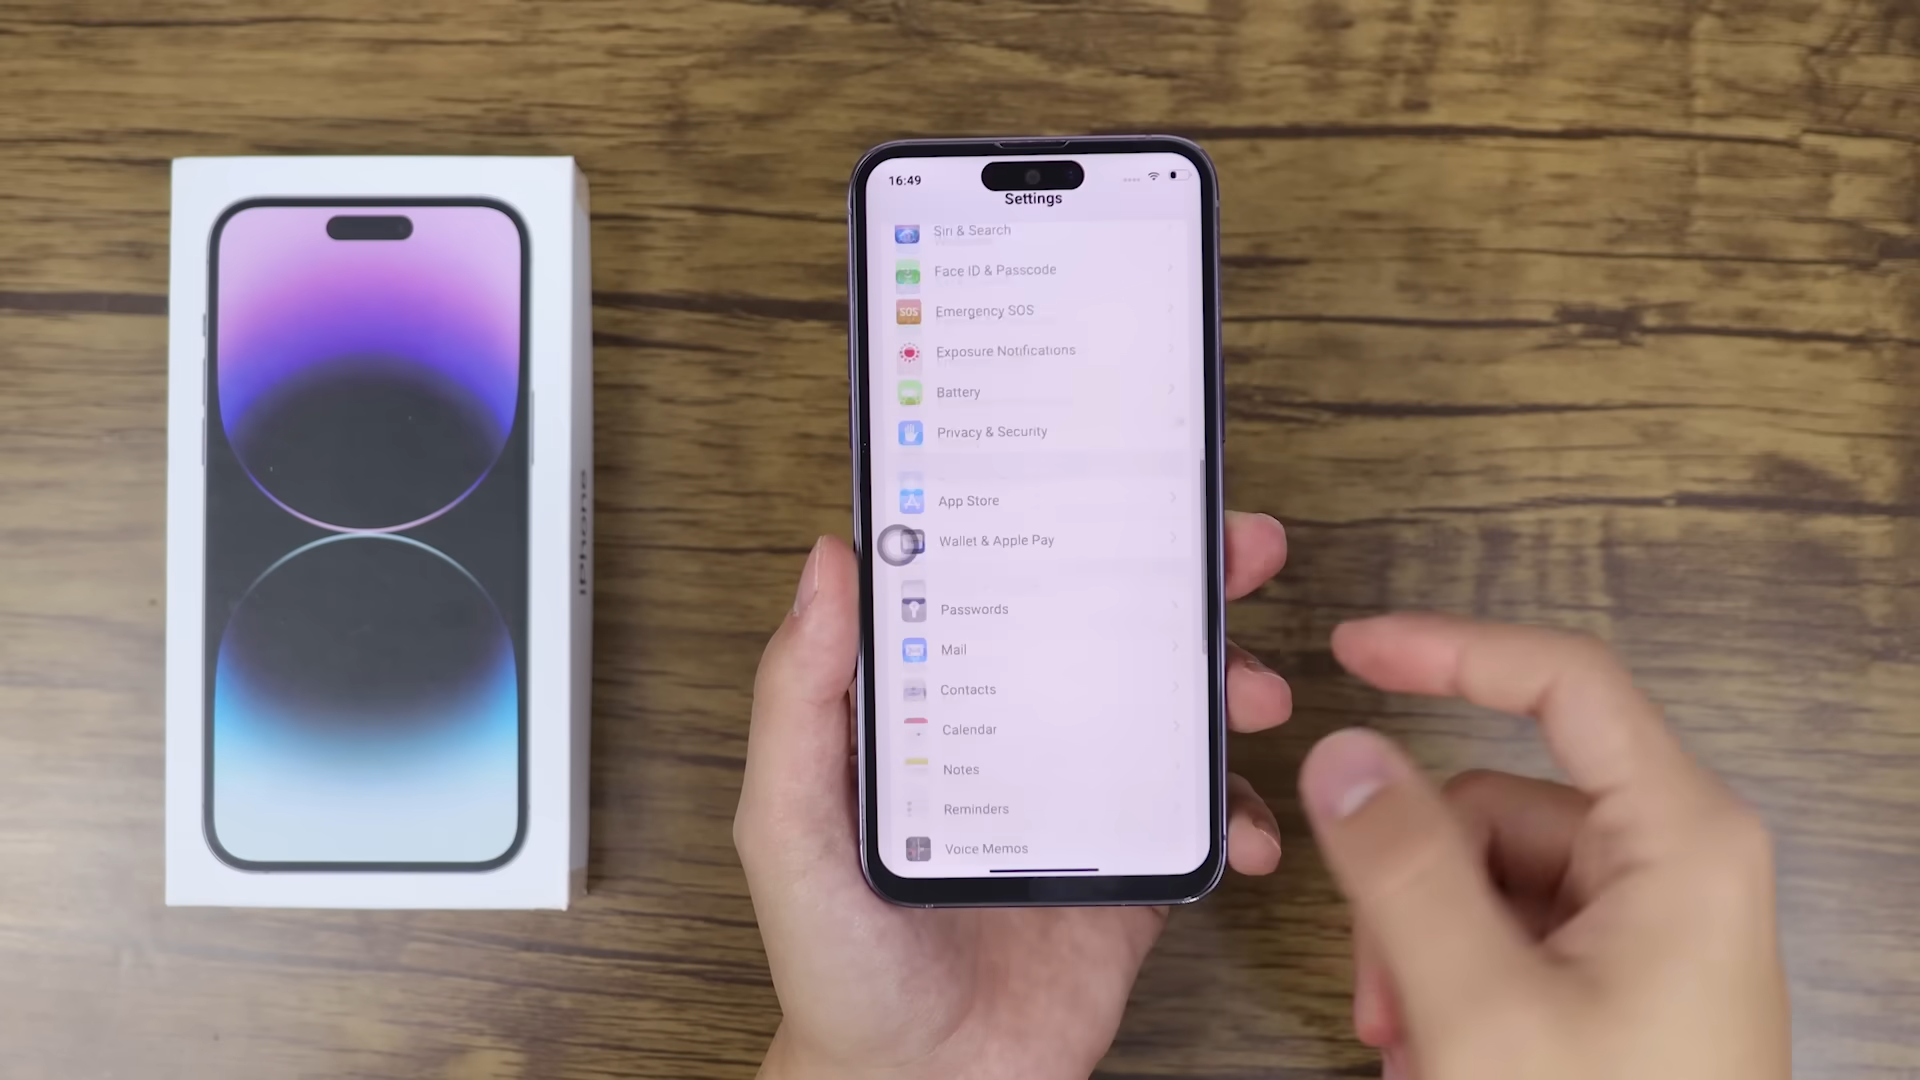 iPhone
16:49
Settings
Siri & Search
Face ID & Passcode
Emergency SOS
SOS
Exposure Notifications
Battery
Privacy & Security
App Store
Wallet & Apple Pay
Passwords
Mail
Contacts
Calendar
Notes
Reminders
Voice Memos